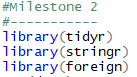 #Milestone 2
#-----------
library(tidyr)
library(stringr)
library(foreign)